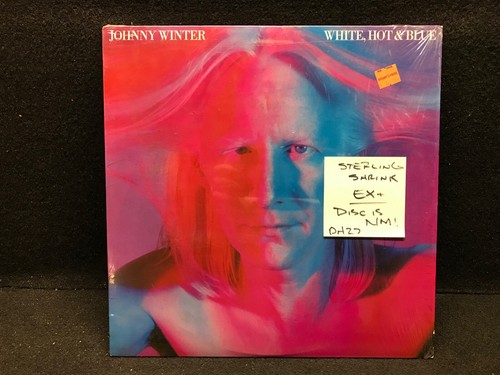 JOHNNY WINTER
WHITE, HOT & BLUE
STERLING
SHRINK
EX+
DISC IS
NM!
DH27